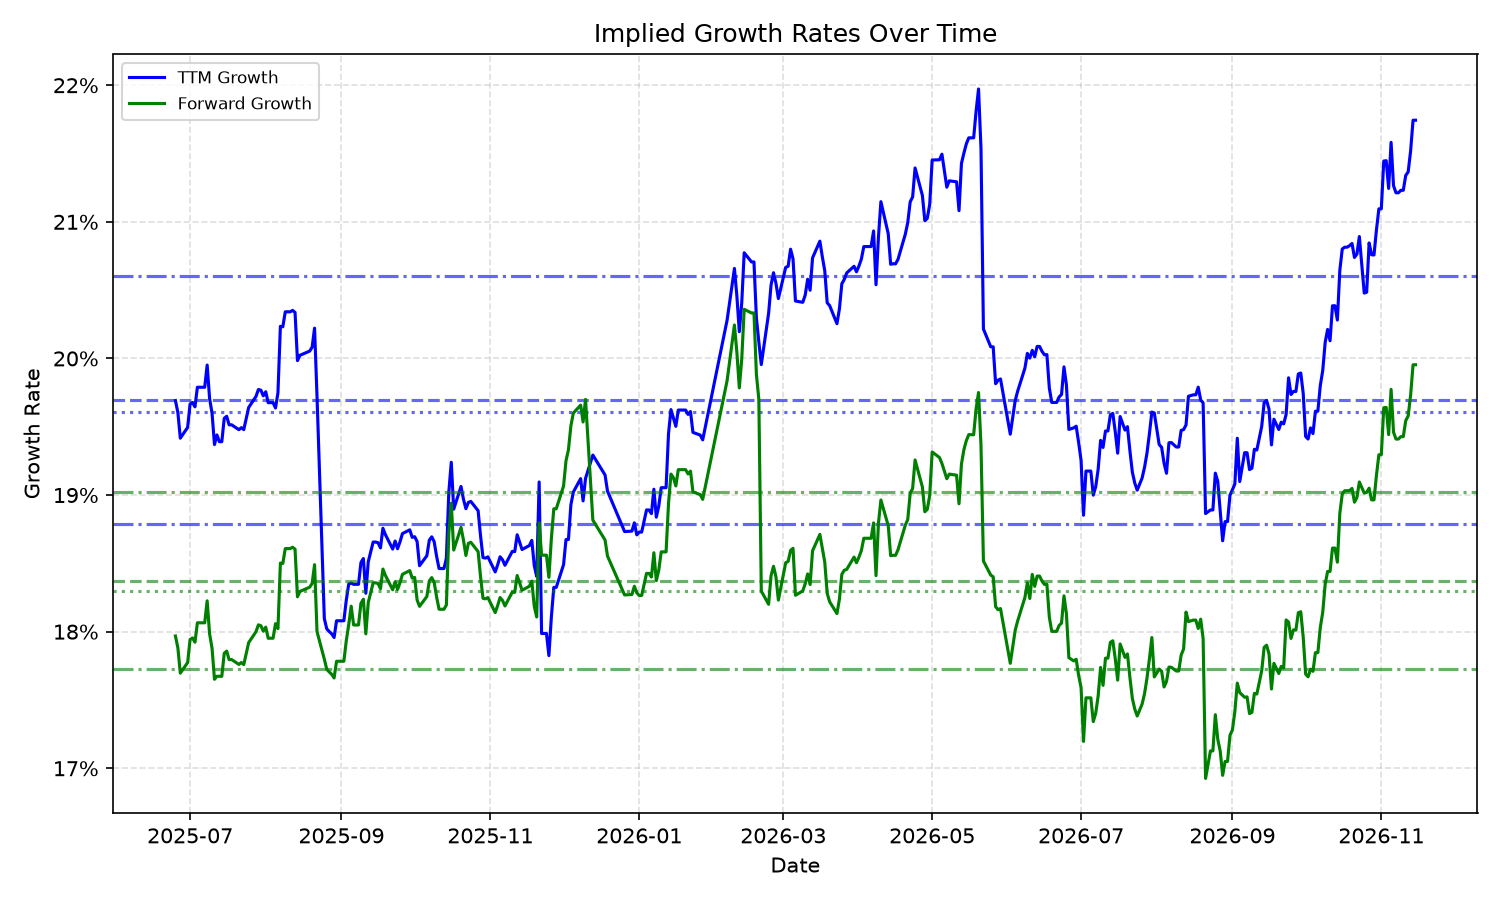 Implied Growth Rates Over Time
TTM Growth
Forward Growth
22%
21%
20%
19%
18%
17%
Growth Rate
2025-07 2025-09 2025-11 2026-01 2026-03 2026-05 2026-07 2026-09 2026-11
Date